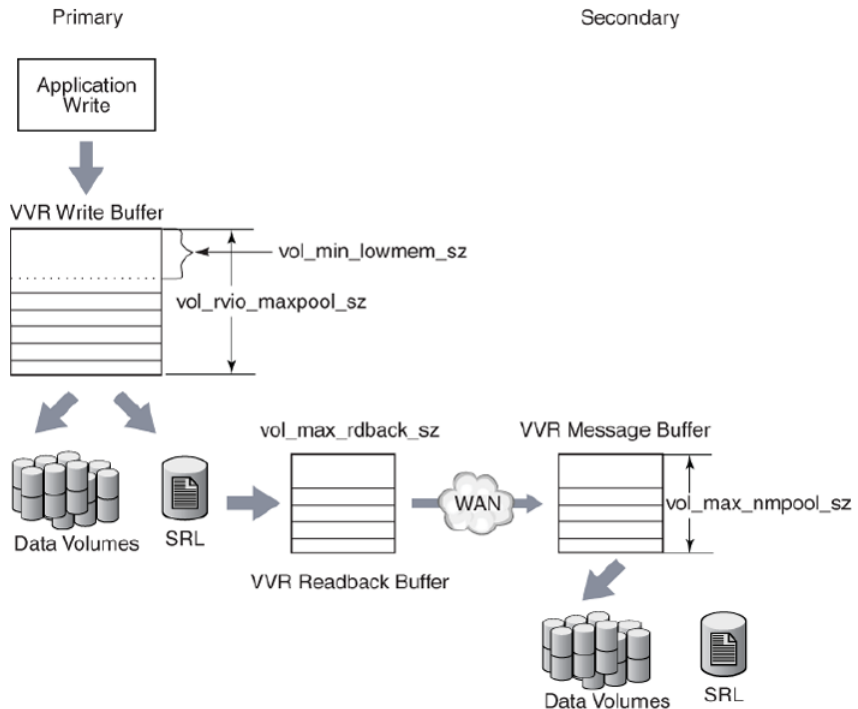 Primary
Secondary
Application
Write
VVR Write Buffer
vol_min_lowmem_sz
vol_rvio_maxpool_sz
vol_max_rdback_sz
VVR Message Buffer
WAN
vol_max_nmpool_sz
Data Volumes
SRL
VVR Readback Buffer
Data Volumes
SRL